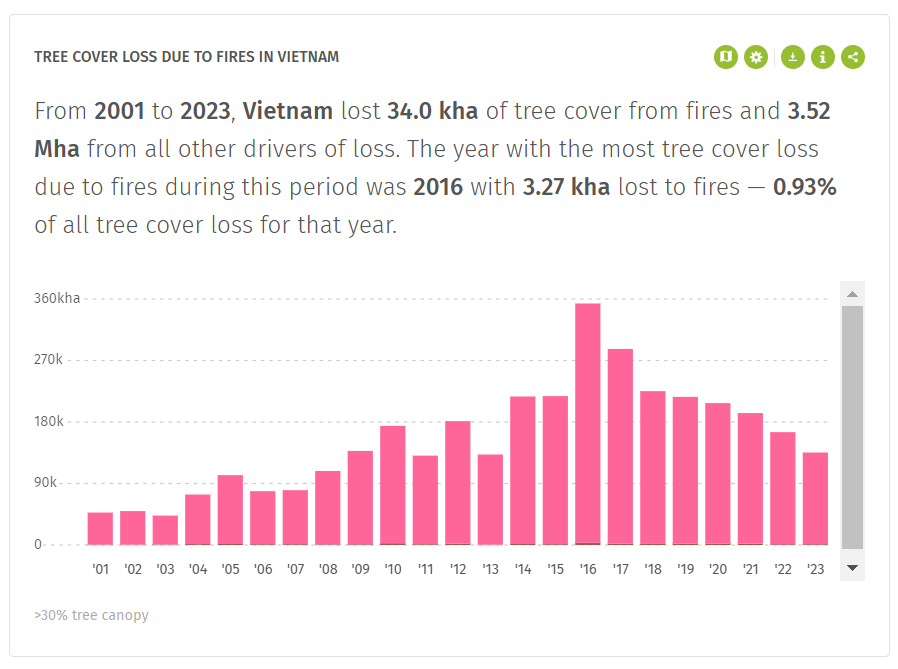 TREE COVER LOSS DUE TO FIRES IN VIETNAM
From 2001 to 2023, Vietnam lost 34.0 kha of tree cover from fires and 3.52
Mha from all other drivers of loss. The year with the most tree cover loss
due to fires during this period was 2016 with 3.27 kha lost to fires — 0.93%
of all tree cover loss for that year.
360kha
270k
180k
90k
0
'01 '02 '03 '04 '05 '06 '07 '08 '09 '10 '11 '12 '13 '14 '15 '16 '17 '18 '19 '20 '21 '22 '23
>30% tree canopy